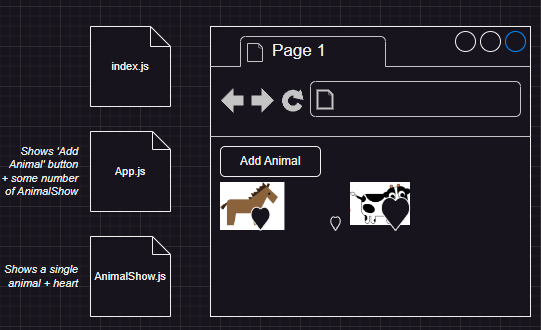 index.js
Shows 'Add
Animal' button
+ some number
of AnimalShow
App.js
Shows a single
animal + heart
AnimalShow.js
Page 1
Add Animal